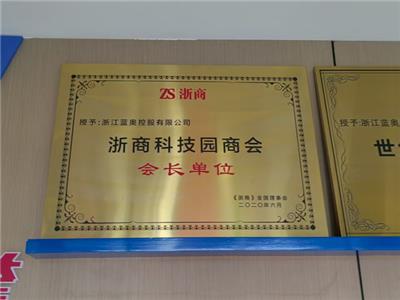 ZS 浙商
授予:浙江蓝奥控股有限公司
浙商科技园商会
会长单位
《浙商》全国理事会
二〇二〇年六月
授予:浙江蓝奥
世